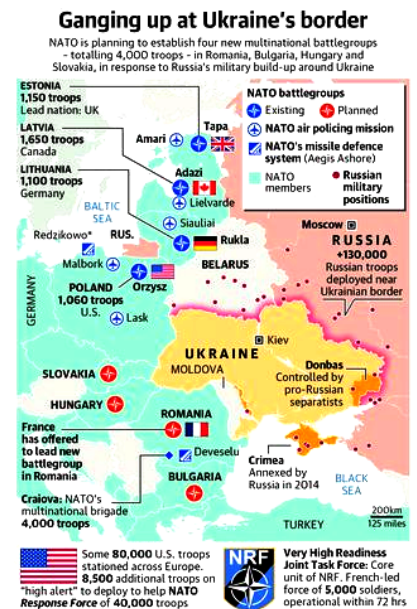 Ganging up at Ukraine's border
NATO is planning to establish four new multinational battlegroups
- totalling 4,000 troops - in Romania, Bulgaria, Hungary and
Slovakia, in response to Russia's military build-up around Ukraine
ESTONIA
1,150 troops
Lead nation: UK
LATVIA
1,650 troops
Canada
LITHUANIA
1,100 troops
Germany
NATO battlegroups
Existing
Planned
NATO air policing mission
NATO's missile defence
system (Aegis Ashore)
NATO
members
Russian
military
positions
Tapa
Amari
Adazi
Lielvarde
Siauliai
BALTIC
SEA
Rukla
Redzikowo*
RUS.
Malbork
Orzysz
POLAND
1,060 troops
U.S.
Lask
GERMANY
BELARUS
Moscow
RUSSIA
+130,000
Russian troops
deployed near
Ukrainian border
Kiev
UKRAINE
MOLDOVA
Donbas
Controlled by
pro-Russian
separatists
SLOVAKIA
HUNGARY
France
has offered
to lead new
battlegroup
in Romania
ROMANIA
Deveselu
BULGARIA
Craiova: NATO's
multinational brigade
4,000 troops
Crimea
Annexed by
Russia in 2014
BLACK
SEA
TURKEY
200km
125 miles
Some 80,000 U.S. troops
stationed across Europe.
8,500 additional troops on
"high alert" to deploy to help NATO
Response Force of 40,000 troops
NRF
Very High Readiness
Joint Task Force: Core
unit of NRF. French-led
force of 5,000 soldiers,
operational within 72 hrs